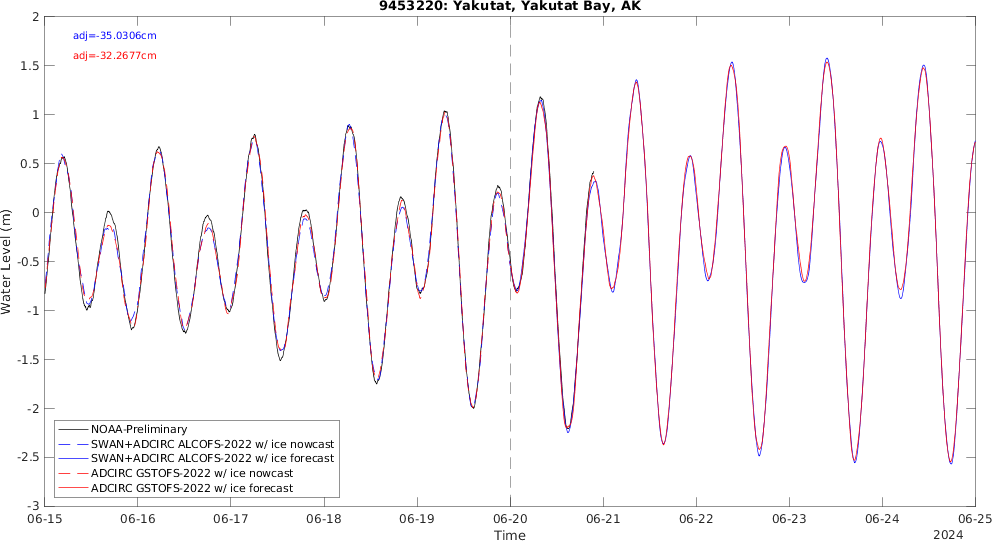 9453220: Yakutat, Yakutat Bay, AK
adj=-35.0306cm
adj=-32.2677cm
2
1.5
1
0.5
0
-0.5
-1
-1.5
-2
-2.5
-3
Water Level (m)
NOAA-Preliminary
SWAN+ADCIRC ALCOFS-2022 w/ ice nowcast
SWAN+ADCIRC ALCOFS-2022 w/ ice forecast
ADCIRC GSTOFS-2022 w/ ice nowcast
ADCIRC GSTOFS-2022 w/ ice forecast
06-15 06-16 06-17 06-18 06-19 06-20 06-21 06-22 06-23 06-24 06-25
Time
2024